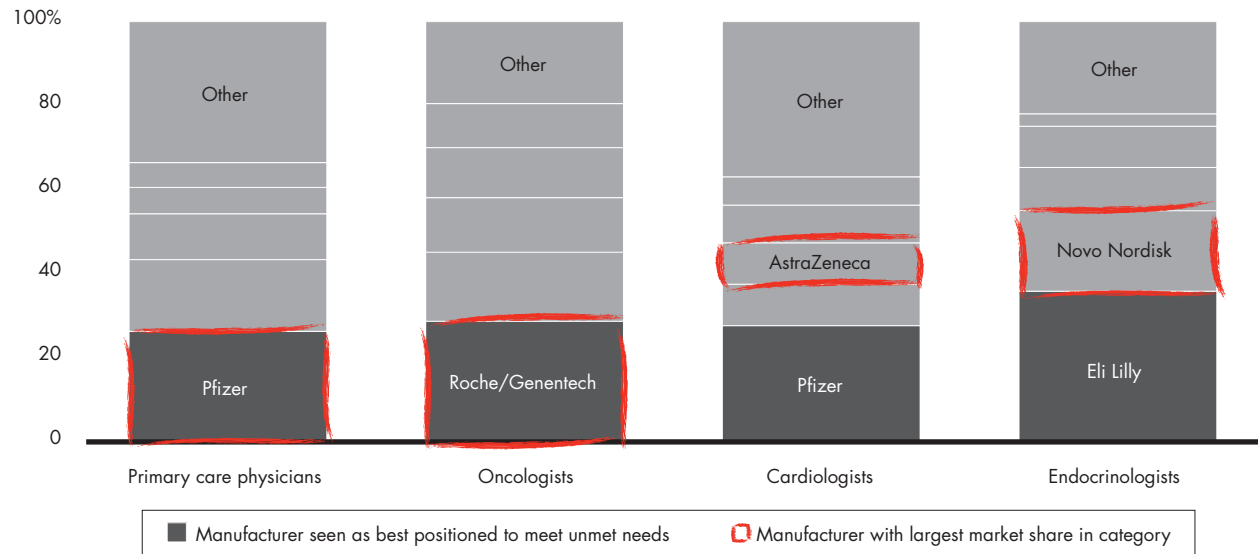 100%
80
60
40
20
0
Other
Pfizer
Other
Roche/Genentech
Other
AstraZeneca
Pfizer
Other
Novo Nordisk
Eli Lilly
Primary care physicians
Oncologists
Cardiologists
Endocrinologists
Manufacturer seen as best positioned to meet unmet needs
Manufacturer with largest market share in category